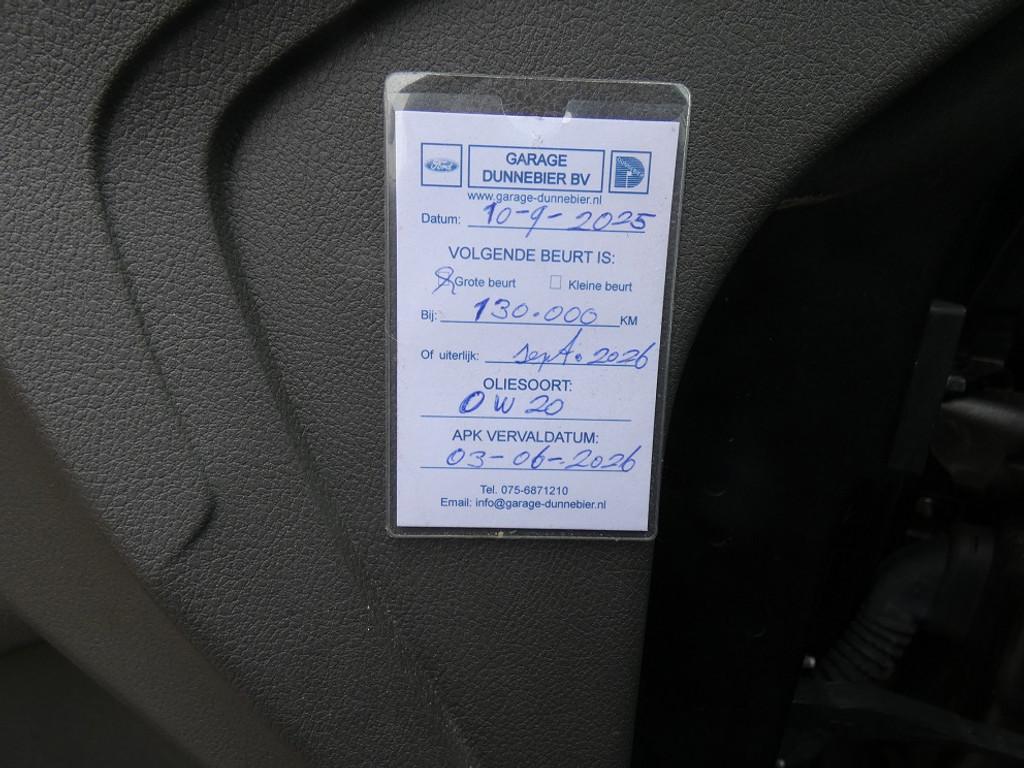 Ford
GARAGE
DUNNEBIER BV
www.garage-dunnebier.nl
Datum: 10-9-2025
VOLGENDE BEURT IS:
Grote beurt Kleine beurt
Bij: 130.000 KM
Of uiterlijk: sept. 2026
OLIESOORT:
0W20
APK VERVALDATUM:
03-06-2026
Tel. 075-6871210
Email: info@garage-dunnebier.nl